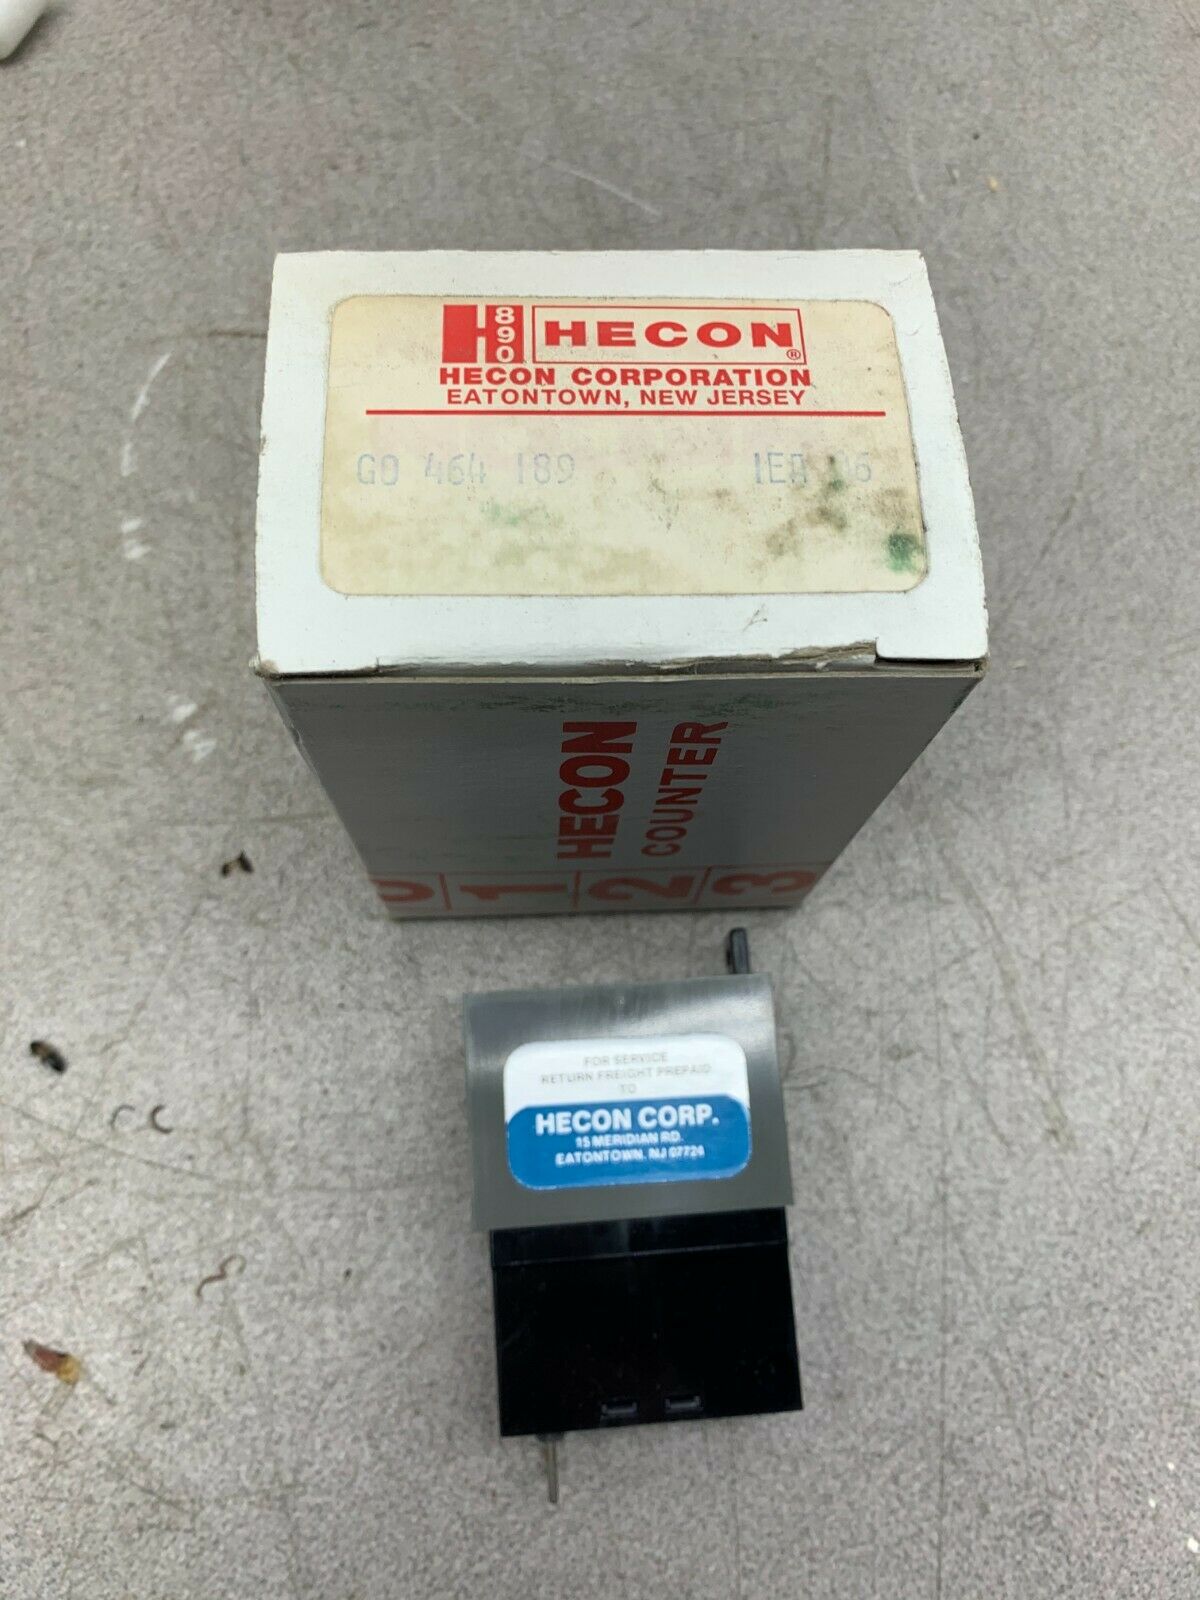 H 890 HECON®
HECON CORPORATION
EATONTOWN, NEW JERSEY
GO 464 189
HECON
COUNTER
0 1 2 3
FOR SERVICE
RETURN FREIGHT PREPAID
TO
HECON CORP.
15 MERIDIAN RD.
EATONTOWN, NJ 07724